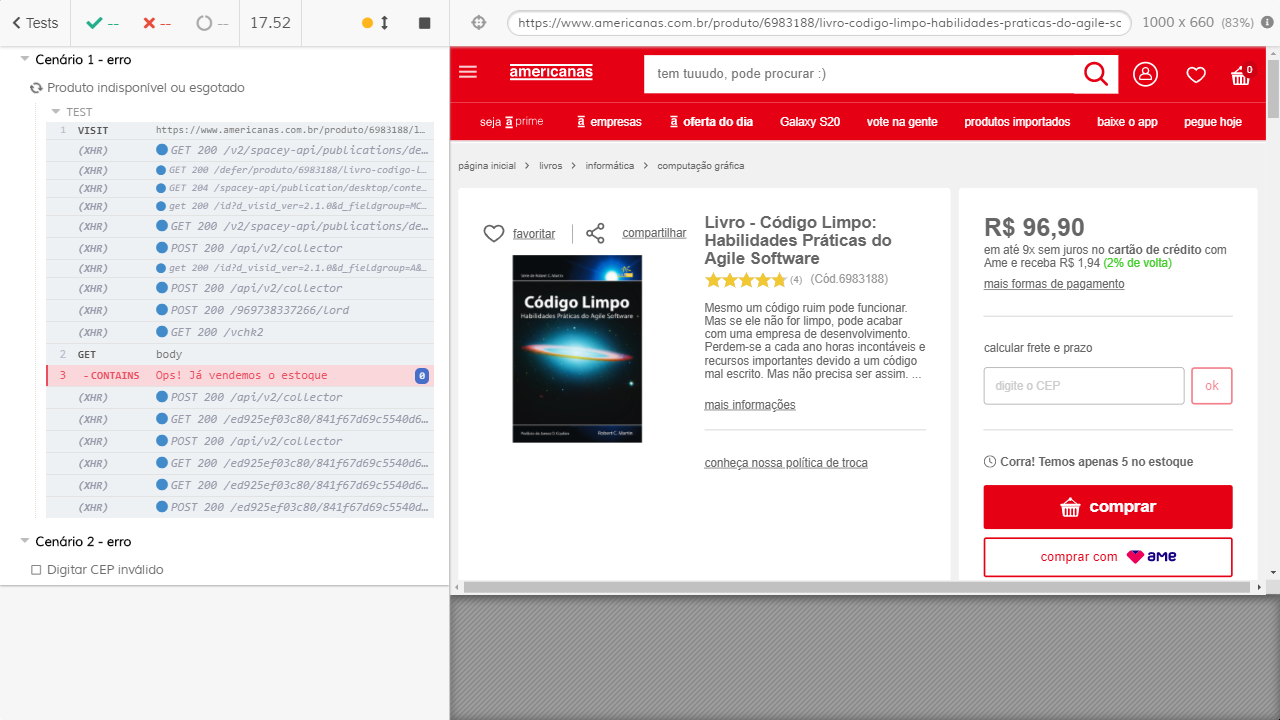 Tests
--
--
--
17.52
https://www.americanas.com.br/produto/6983188/livro-codigo-limpo-habilidades-praticas-do-agile-sc
1000 x 660 (83%)
Cenário 1 - erro
Produto indisponível ou esgotado
TEST
1 VISIT https://www.americanas.com.br/produto/6983188/l...
(XHR) GET 200 /v2/spacey-api/publications/de...
(XHR) GET 200 /defer/produto/6983188/livro-codigo-l...
(XHR) GET 204 /spacey-api/publication/desktop/conte...
(XHR) get 200 /id?d_visid_ver=2.1.0&d_fieldgroup=MC...
(XHR) GET 200 /v2/spacey-api/publications/de...
(XHR) POST 200 /api/v2/collector
(XHR) get 200 /id?d_visid_ver=2.1.0&d_fieldgroup=A&...
(XHR) POST 200 /api/v2/collector
(XHR) POST 200 /969738337266/lord
(XHR) GET 200 /vchk2
2 GET body
3 -CONTAINS Ops! Já vendemos o estoque 0
(XHR) POST 200 /api/v2/collector
(XHR) GET 200 /ed925ef03c80/841f67d69c5540d6...
(XHR) POST 200 /api/v2/collector
(XHR) GET 200 /ed925ef03c80/841f67d69c5540d6...
(XHR) GET 200 /ed925ef03c80/841f67d69c5540d6...
(XHR) POST 200 /ed925ef03c80/841f67d69c5540d...
Cenário 2 - erro
Digitar CEP inválido
americanas
tem tuuudo, pode procurar :)
0
seja a prime
a empresas
a oferta do dia
Galaxy S20
vote na gente
produtos importados
baixe o app
pegue hoje
página inicial > livros > informática > computação gráfica
favoritar
compartilhar
Série de Robert C. Martin
Código Limpo
Habilidades Práticas do Agile Software
Robert C. Martin
Livro - Código Limpo:
Habilidades Práticas do
Agile Software
(4) (Cód.6983188)
Mesmo um código ruim pode funcionar.
Mas se ele não for limpo, pode acabar
com uma empresa de desenvolvimento.
Perdem-se a cada ano horas incontáveis e
recursos importantes devido a um código
mal escrito. Mas não precisa ser assim. ...
mais informações
conheça nossa política de troca
R$ 96,90
em até 9x sem juros no cartão de crédito com
Ame e receba R$ 1,94 (2% de volta)
mais formas de pagamento
calcular frete e prazo
digite o CEP
ok
Corra! Temos apenas 5 no estoque
comprar
comprar com AME